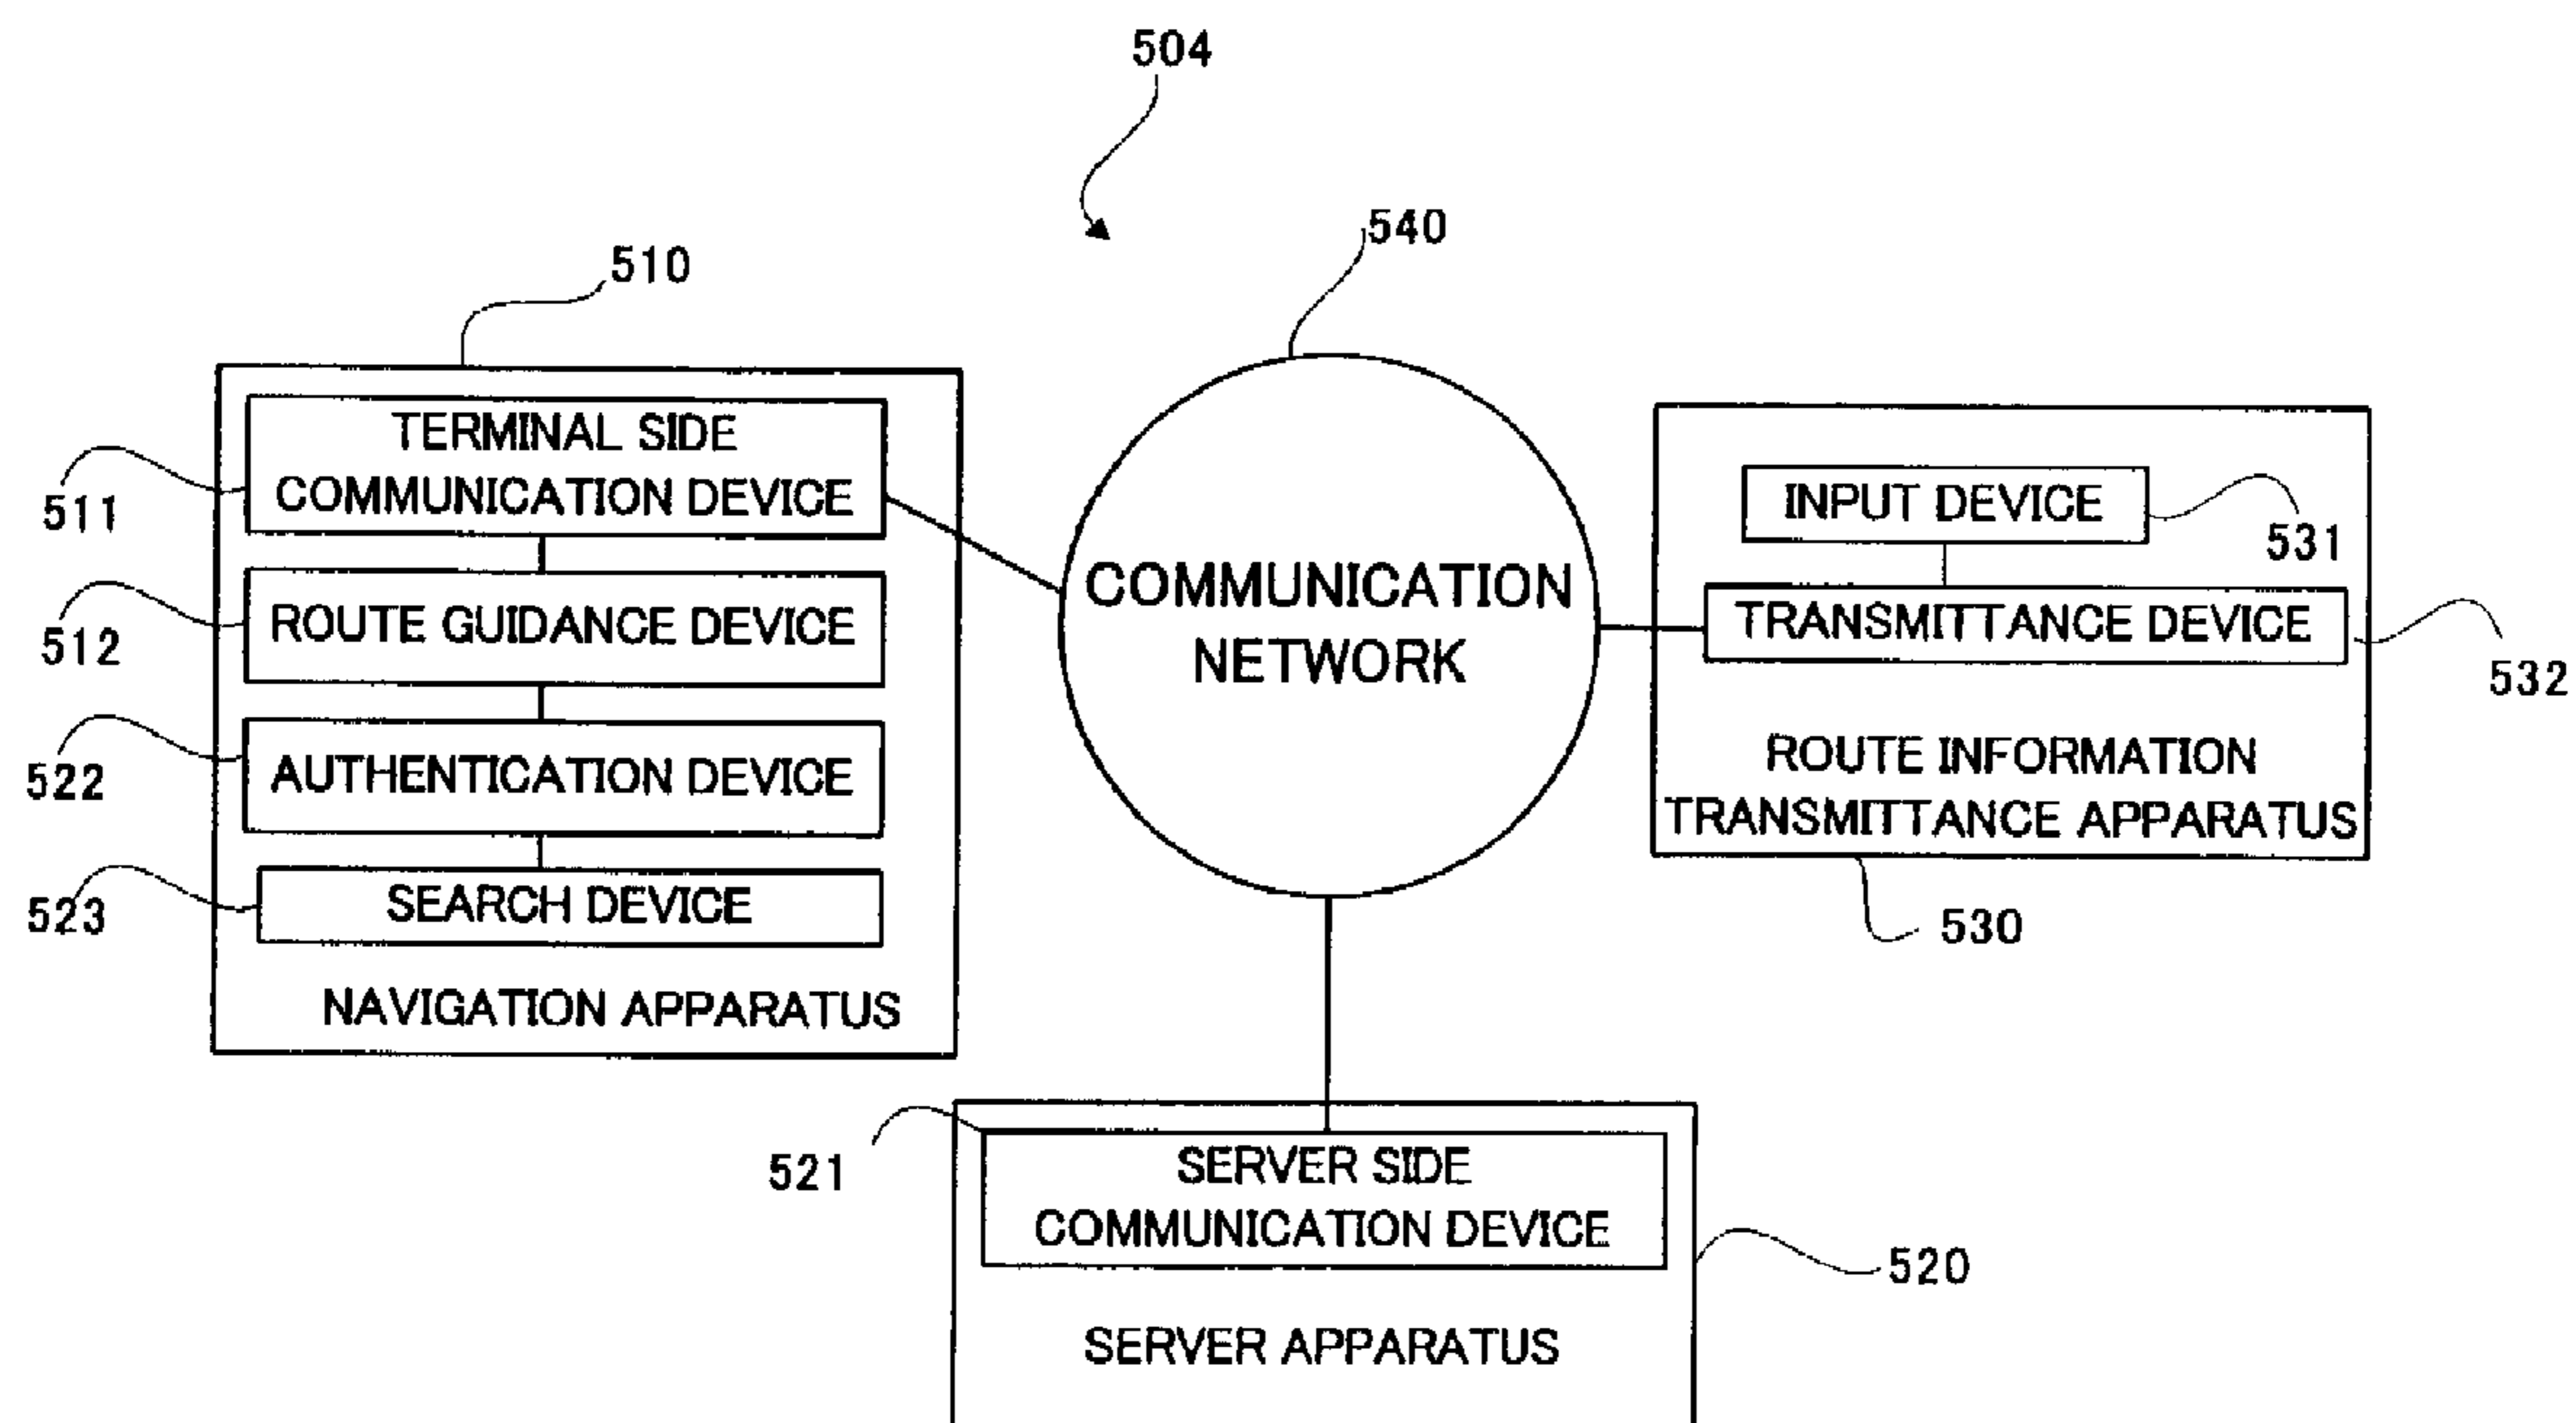 504
540
510
TERMINAL SIDE
COMMUNICATION DEVICE
511
ROUTE GUIDANCE DEVICE
512
AUTHENTICATION DEVICE
522
SEARCH DEVICE
523
NAVIGATION APPARATUS
COMMUNICATION
NETWORK
INPUT DEVICE
531
TRANSMITTANCE DEVICE
532
ROUTE INFORMATION
TRANSMITTANCE APPARATUS
530
521
SERVER SIDE
COMMUNICATION DEVICE
520
SERVER APPARATUS